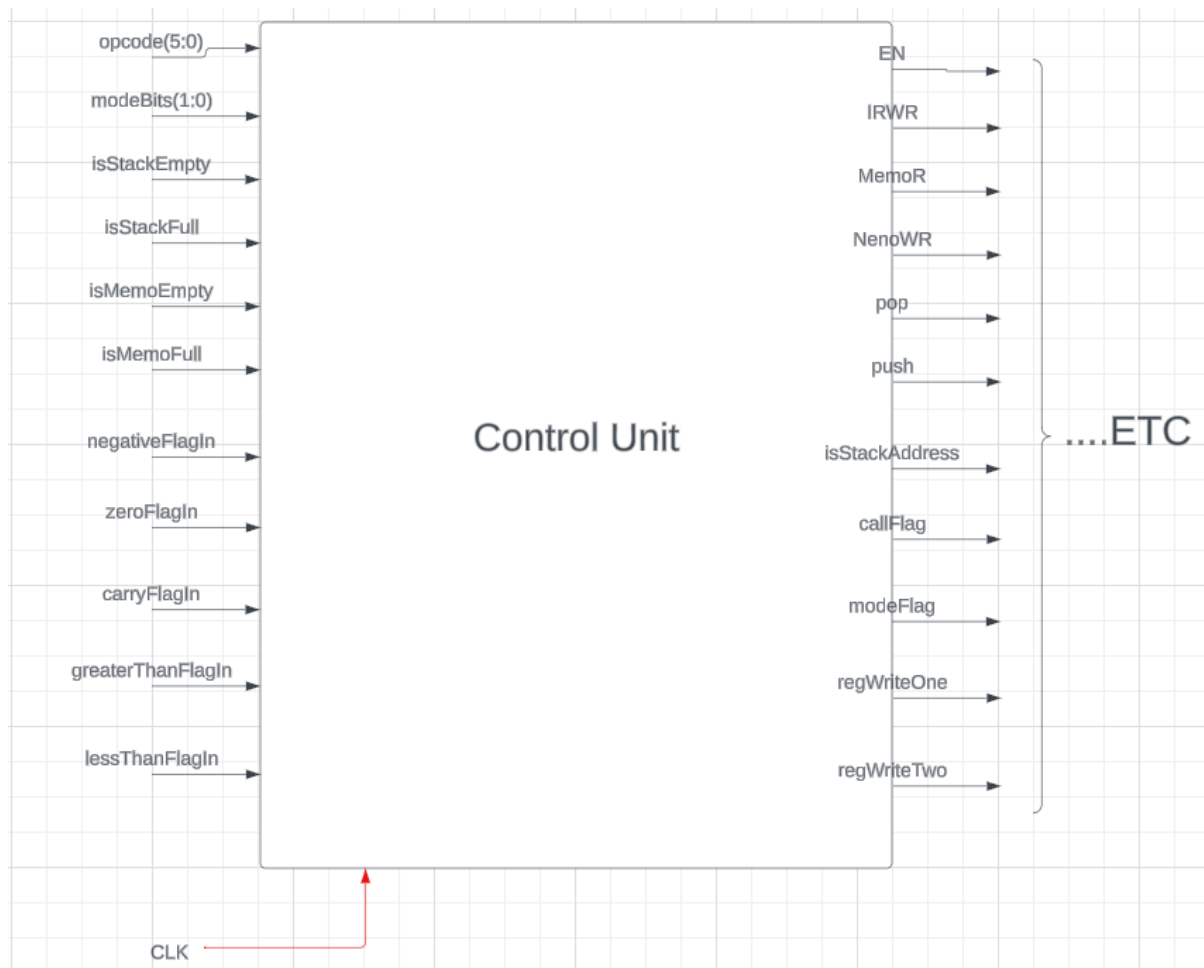 opcode(5:0)
modeBits(1:0)
isStackEmpty
isStackFull
isMemoEmpty
isMemoFull
negativeFlagIn
zeroFlagIn
carryFlagIn
greaterThanFlagIn
lessThanFlagIn
CLK
Control Unit
EN
IRWR
MemoR
NenoWR
pop
push
isStackAddress
callFlag
modeFlag
regWriteOne
regWriteTwo
....ETC